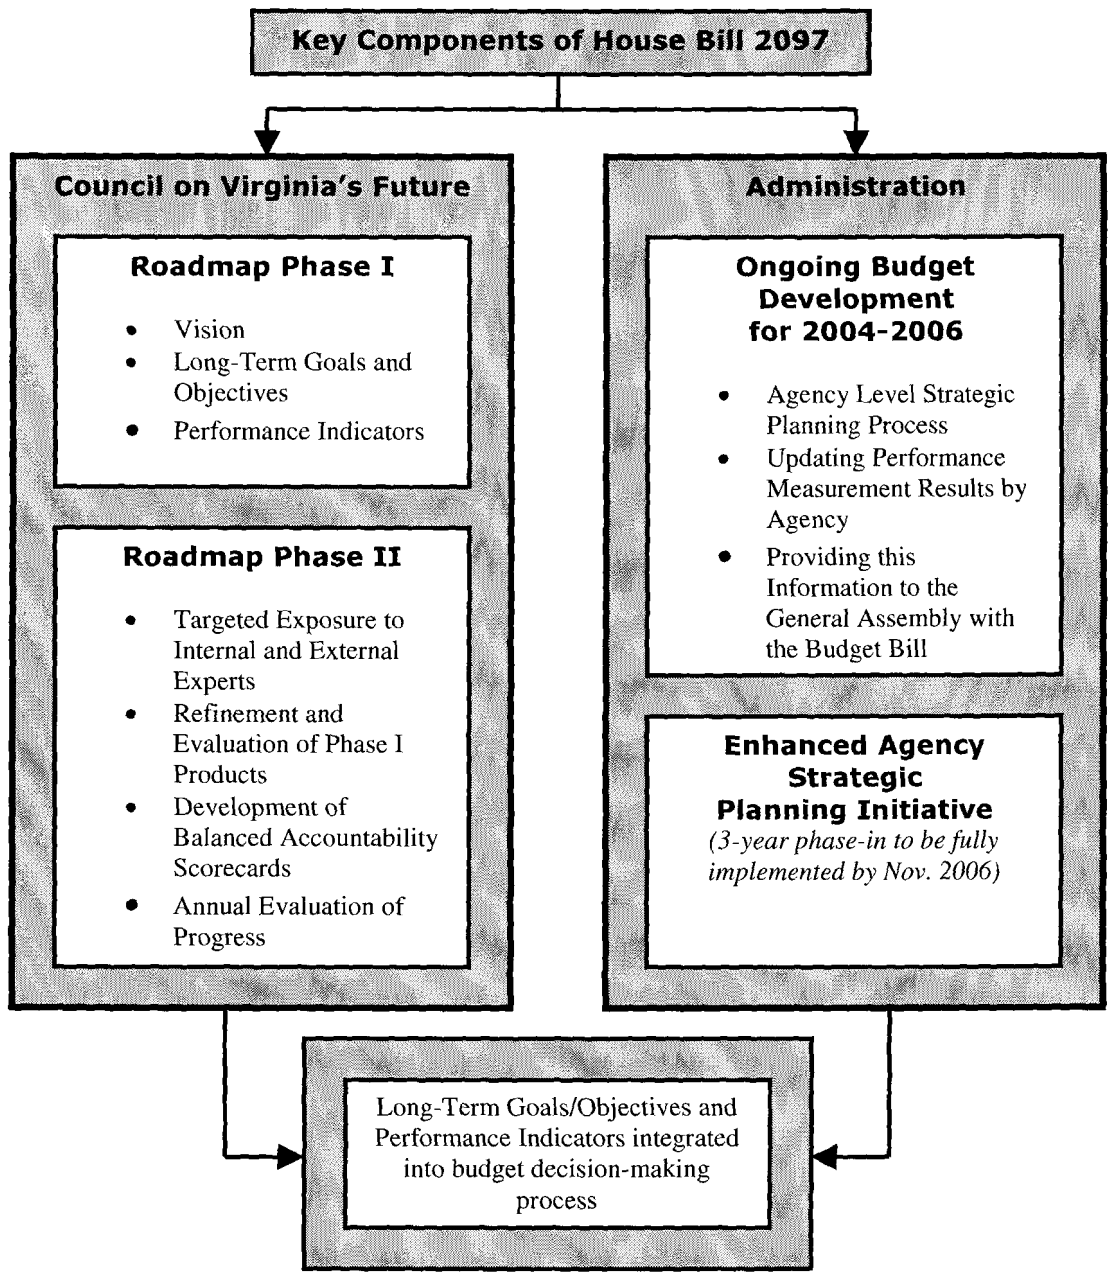 Key Components of House Bill 2097
Council on Virginia's Future
Roadmap Phase I
• Vision
• Long-Term Goals and
Objectives
• Performance Indicators
Roadmap Phase II
• Targeted Exposure to
Internal and External
Experts
• Refinement and
Evaluation of Phase I
Products
• Development of
Balanced Accountability
Scorecards
• Annual Evaluation of
Progress
Administration
Ongoing Budget
Development
for 2004-2006
• Agency Level Strategic
Planning Process
• Updating Performance
Measurement Results by
Agency
• Providing this
Information to the
General Assembly with
the Budget Bill
Enhanced Agency
Strategic
Planning Initiative
(3-year phase-in to be fully
implemented by Nov. 2006)
Long-Term Goals/Objectives and
Performance Indicators integrated
into budget decision-making
process